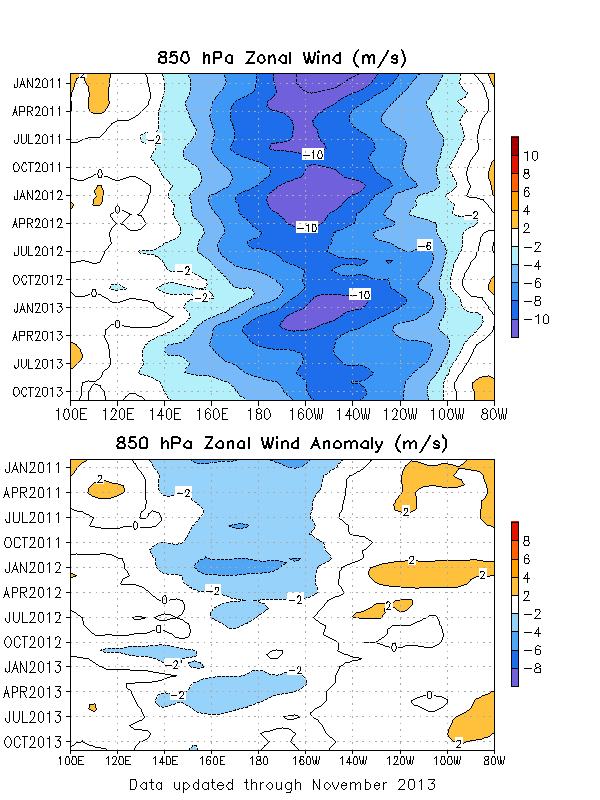 850 hPa Zonal Wind (m/s)
JAN2011
APR2011
JUL2011
OCT2011
JAN2012
APR2012
JUL2012
OCT2012
JAN2013
APR2013
JUL2013
OCT2013
-2
-10
0
0
-2
-10
-6
-2
0
-2
-10
0
100E 120E 140E 160E 180 160W 140W 120W 100W 80W
10
8
6
4
2
-2
-4
-6
-8
-10
850 hPa Zonal Wind Anomaly (m/s)
JAN2011
APR2011
JUL2011
OCT2011
JAN2012
APR2012
JUL2012
OCT2012
JAN2013
APR2013
JUL2013
OCT2013
2
-2
2
0
2
2
-2
-2
0
2
0
0
-2
-2
-2
0
2
100E 120E 140E 160E 180 160W 140W 120W 100W 80W
8
6
4
2
-2
-4
-6
-8
Data updated through November 2013